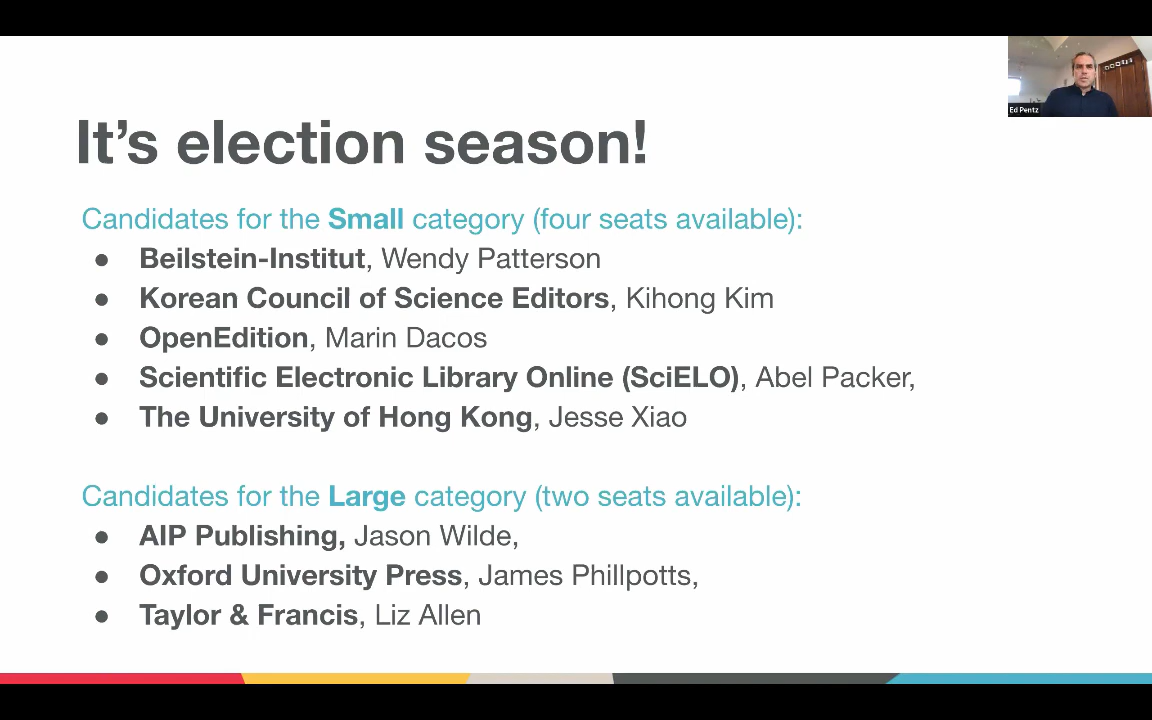 It's election season!
Candidates for the Small category (four seats available):
● Beilstein-Institut, Wendy Patterson
● Korean Council of Science Editors, Kihong Kim
● OpenEdition, Marin Dacos
● Scientific Electronic Library Online (SciELO), Abel Packer,
● The University of Hong Kong, Jesse Xiao
Candidates for the Large category (two seats available):
● AIP Publishing, Jason Wilde,
● Oxford University Press, James Phillpotts,
● Taylor & Francis, Liz Allen
Ed Pentz